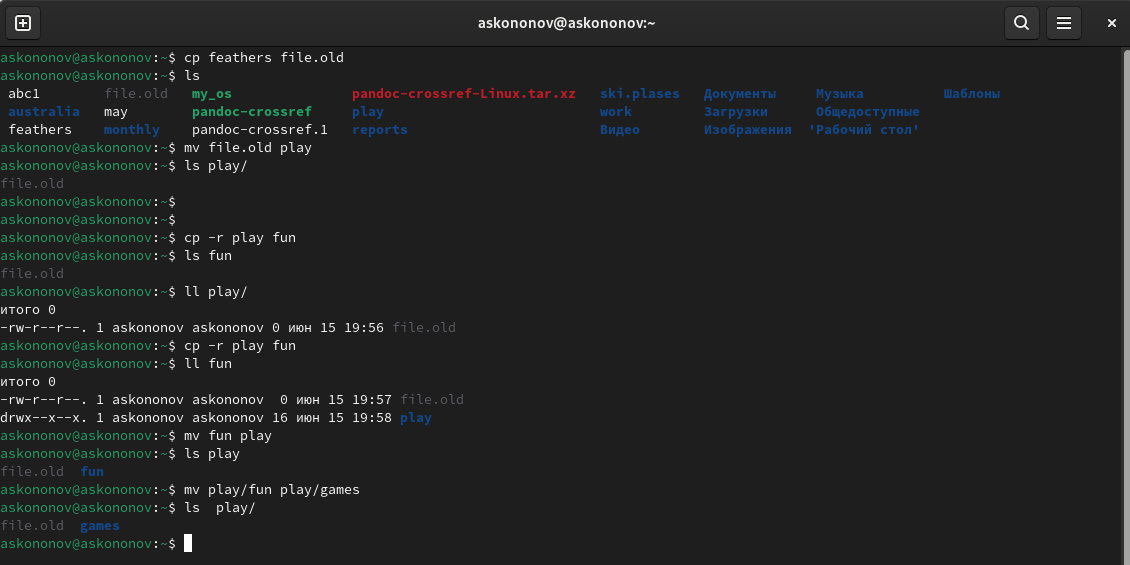 askononov@askononov:~
askononov@askononov:~$ cp feathers file.old
askononov@askononov:~$ ls
abc1 file.old my_os pandoc-crossref-Linux.tar.xz ski.plases Документы Музыка Шаблоны
australia may pandoc-crossref play work Загрузки Общедоступные
feathers monthly pandoc-crossref.1 reports Видео Изображения 'Рабочий стол'
askononov@askononov:~$ mv file.old play
askononov@askononov:~$ ls play/
file.old
askononov@askononov:~$
askononov@askononov:~$
askononov@askononov:~$ cp -r play fun
askononov@askononov:~$ ls fun
file.old
askononov@askononov:~$ ll play/
итого 0
-rw-r--r--. 1 askononov askononov 0 июн 15 19:56 file.old
askononov@askononov:~$ cp -r play fun
askononov@askononov:~$ ll fun
итого 0
-rw-r--r--. 1 askononov askononov  0 июн 15 19:57 file.old
drwx--x--x. 1 askononov askononov 16 июн 15 19:58 play
askononov@askononov:~$ mv fun play
askononov@askononov:~$ ls play
file.old fun
askononov@askononov:~$ mv play/fun play/games
askononov@askononov:~$ ls  play/
file.old games
askononov@askononov:~$